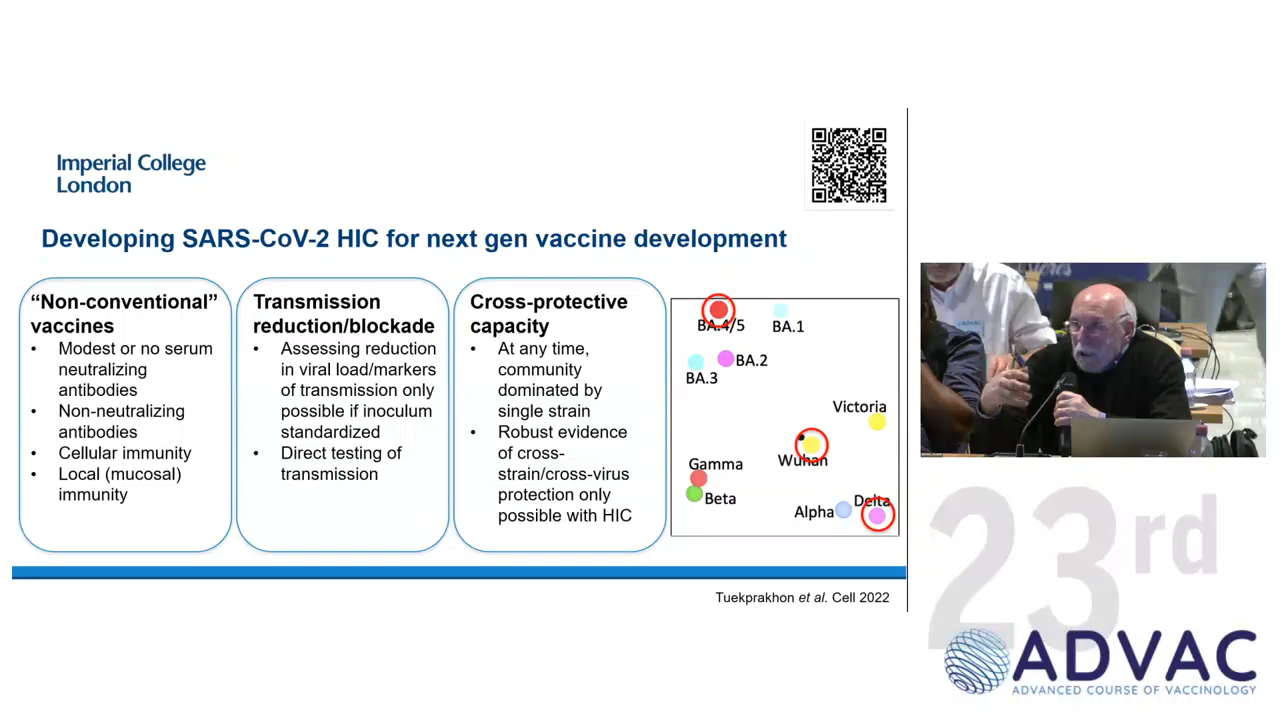 Imperial College
London
Developing SARS-CoV-2 HIC for next gen vaccine development
“Non-conventional”
vaccines
• Modest or no serum
neutralizing
antibodies
• Non-neutralizing
antibodies
• Cellular immunity
• Local (mucosal)
immunity
Transmission
reduction/blockade
• Assessing reduction
in viral load/markers
of transmission only
possible if inoculum
standardized
• Direct testing of
transmission
Cross-protective
capacity
• At any time,
community
dominated by
single strain
• Robust evidence
of cross-
strain/cross-virus
protection only
possible with HIC
BA.4/5
BA.1
BA.2
BA.3
Victoria
Wuhan
Gamma
Beta
Alpha
Delta
Tuekprakhon et al. Cell 2022
ADVAC
23rd
ADVAC
ADVANCED COURSE OF VACCINOLOGY